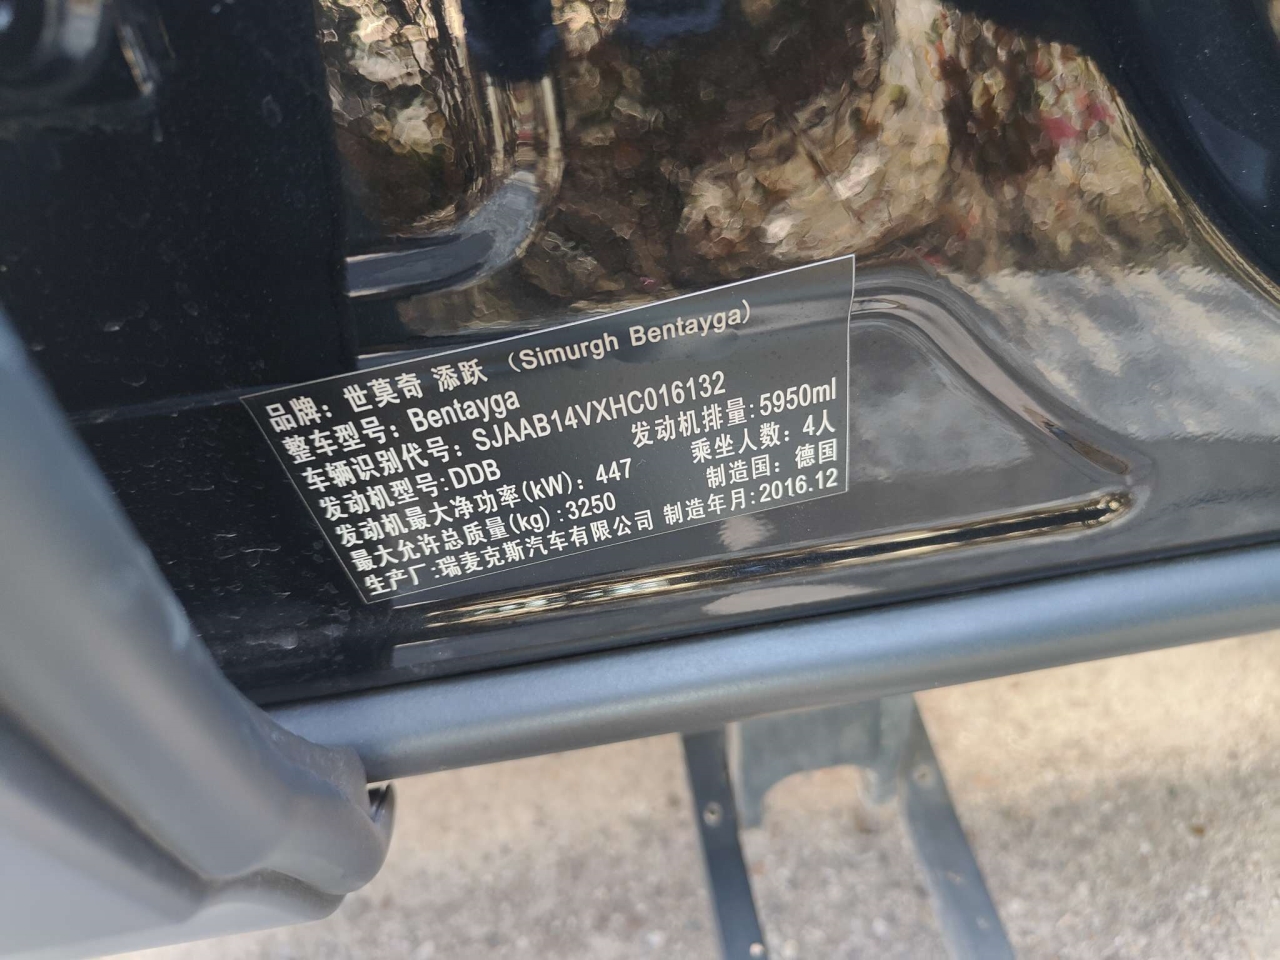 品牌: 世莫奇 添跃 （Simurgh Bentayga）
整车型号: Bentayga
车辆识别代号: SJAAB14VXHC016132
发动机型号:DDB 发动机排量:5950ml
发动机最大净功率(kW): 447 乘坐人数: 4人
最大允许总质量(kg):3250 制造国: 德国
生产厂:瑞麦克斯汽车有限公司 制造年月:2016.12